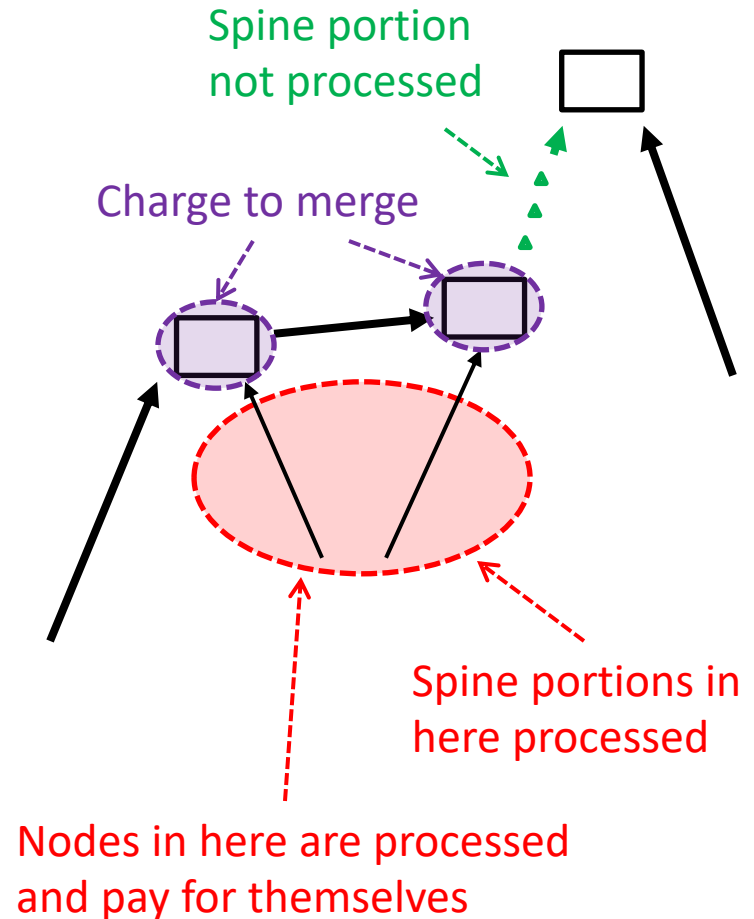 Spine portion
not processed
Charge to merge
Spine portions in
here processed
Nodes in here are processed
and pay for themselves